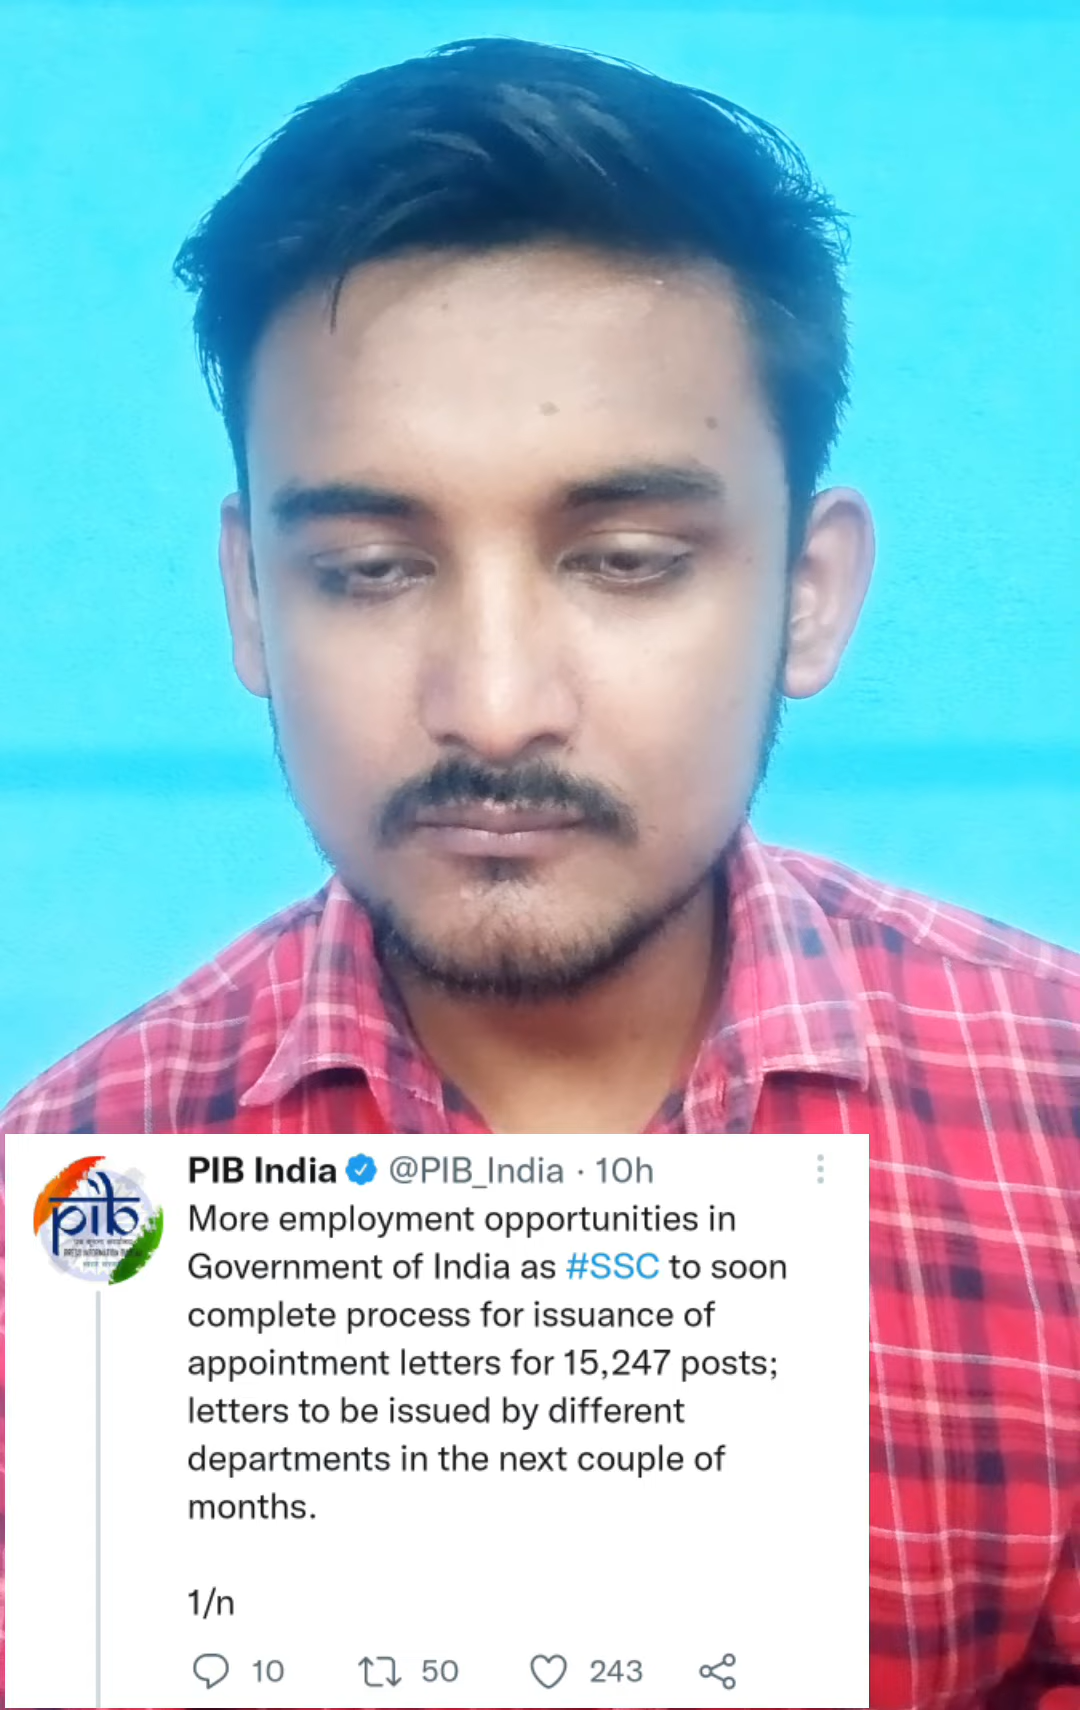 PIB India @PIB_India · 10h
More employment opportunities in
Government of India as #SSC to soon
complete process for issuance of
appointment letters for 15,247 posts;
letters to be issued by different
departments in the next couple of
months.
1/n
10 50 243
pib